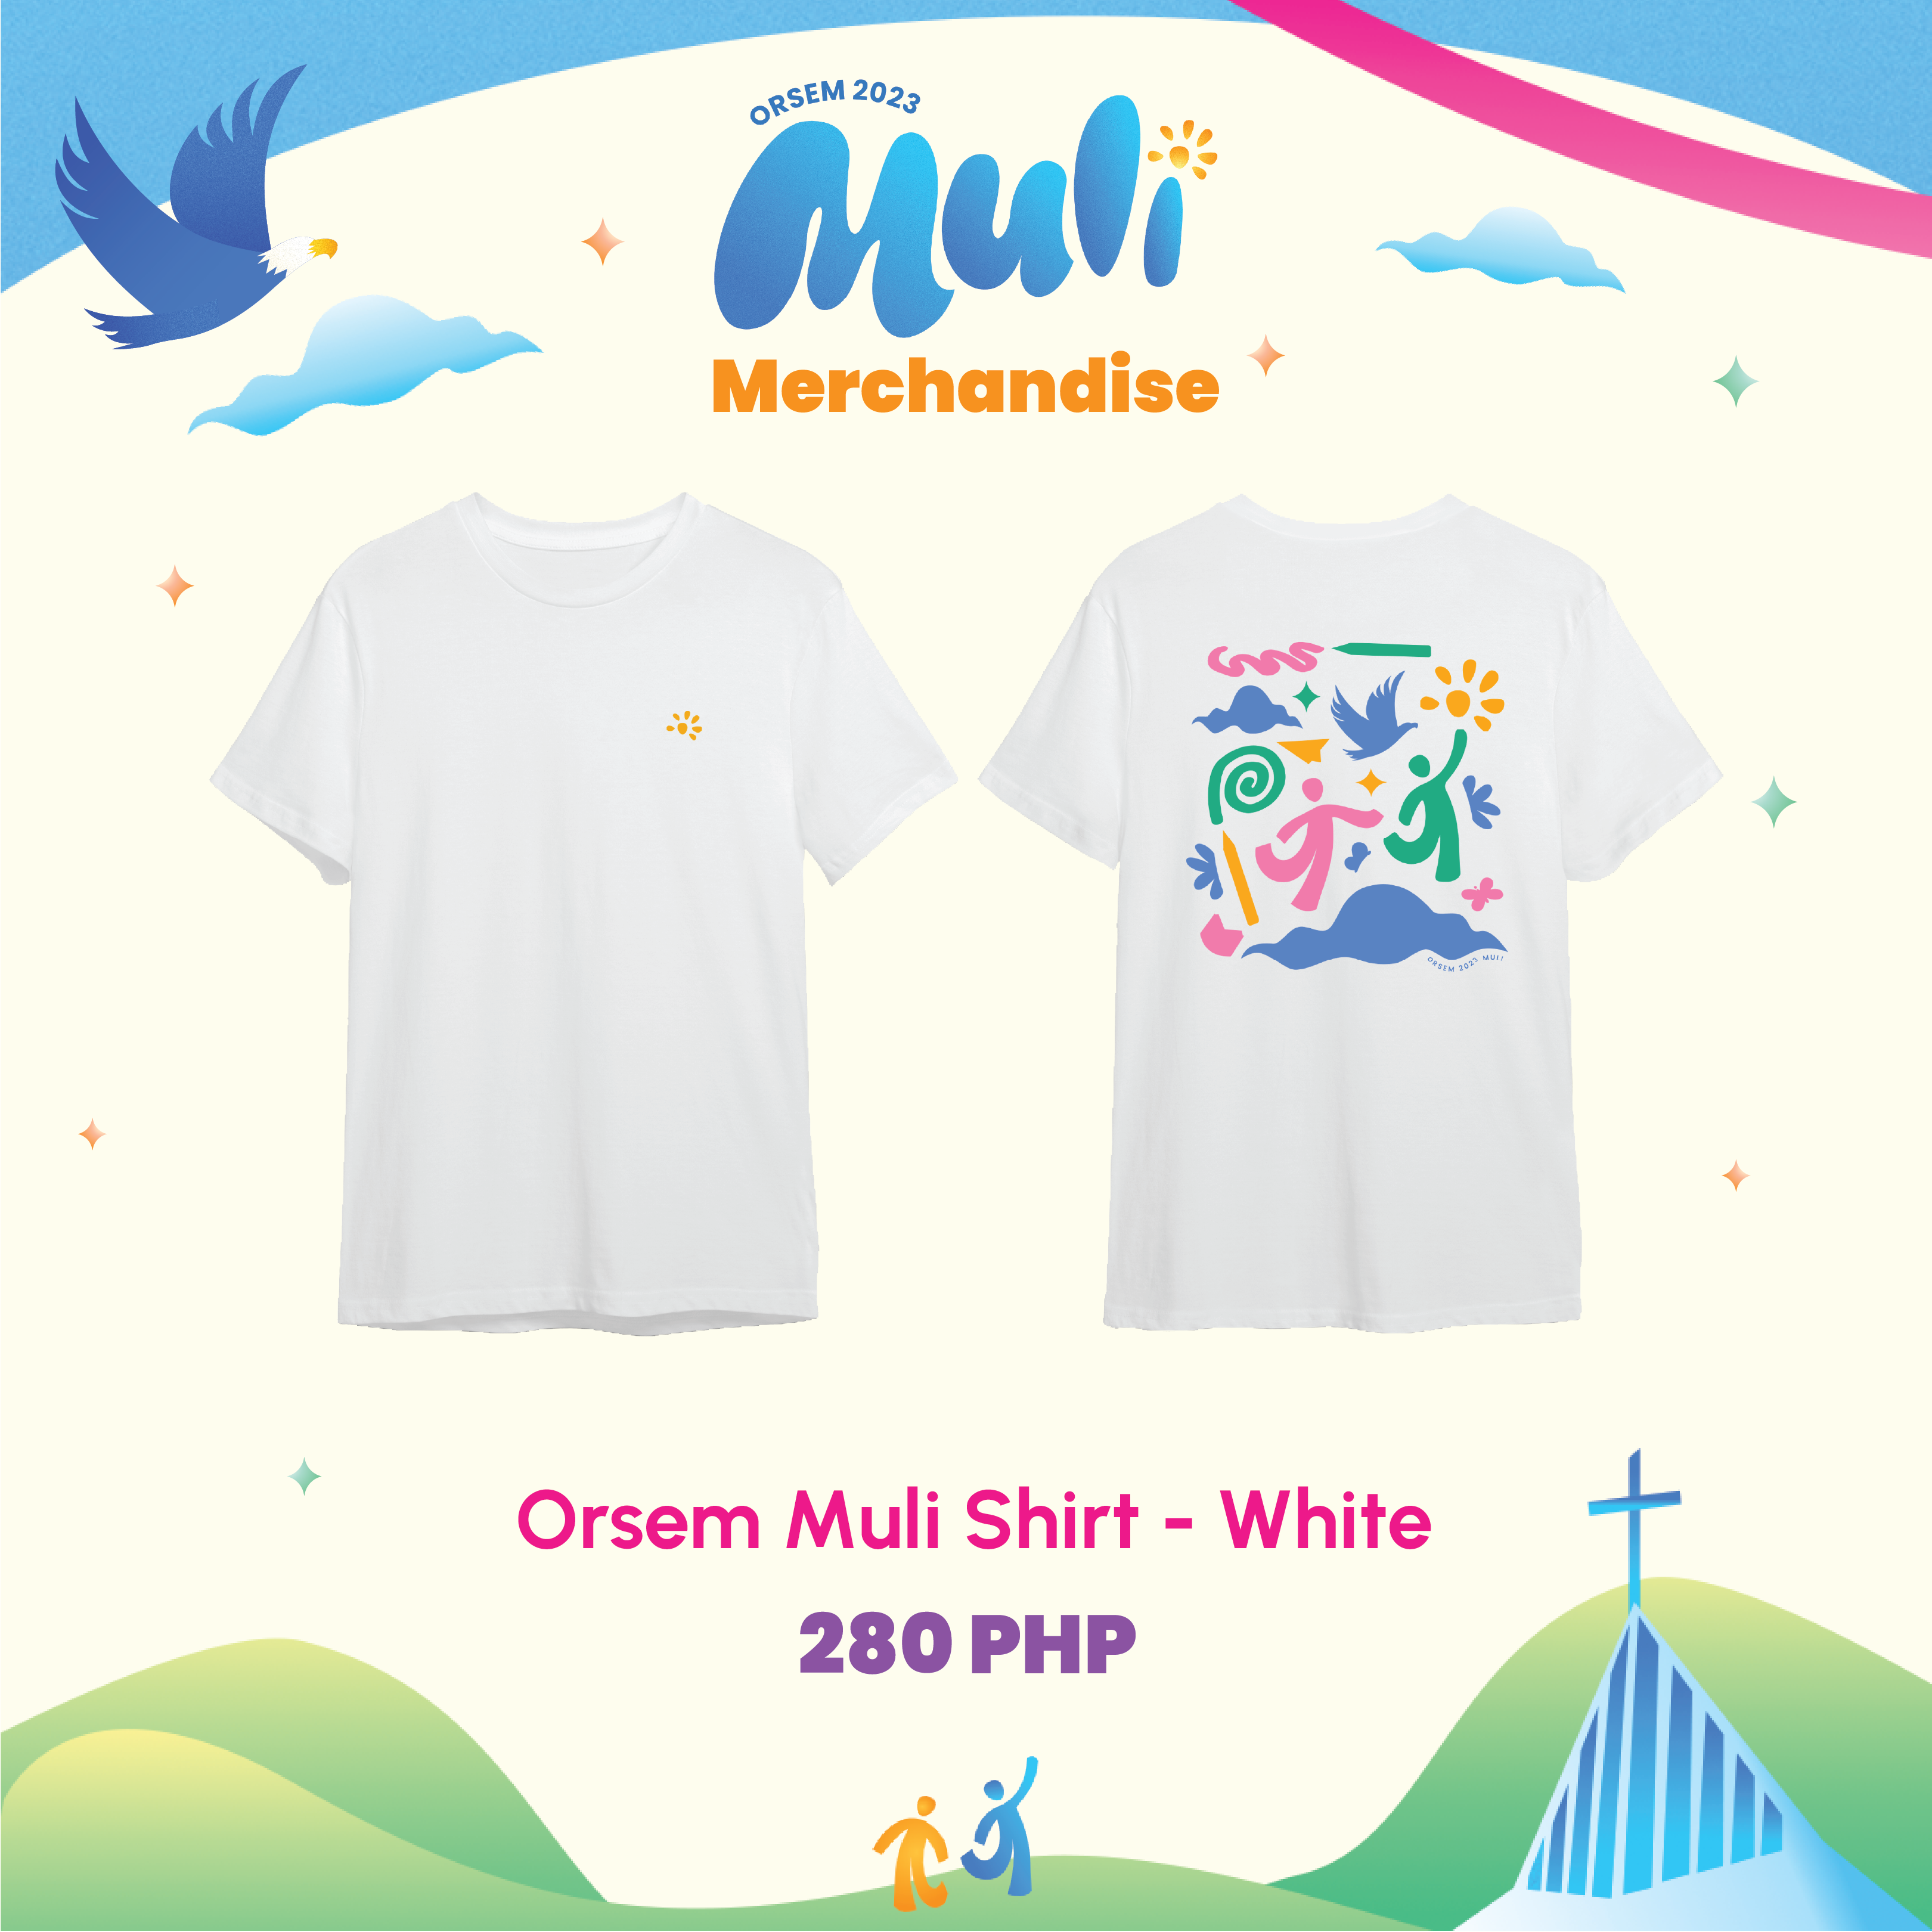 ORSEM 2023
Muli
Merchandise
ORSEM 2023 MULI
Orsem Muli Shirt - White
280 PHP